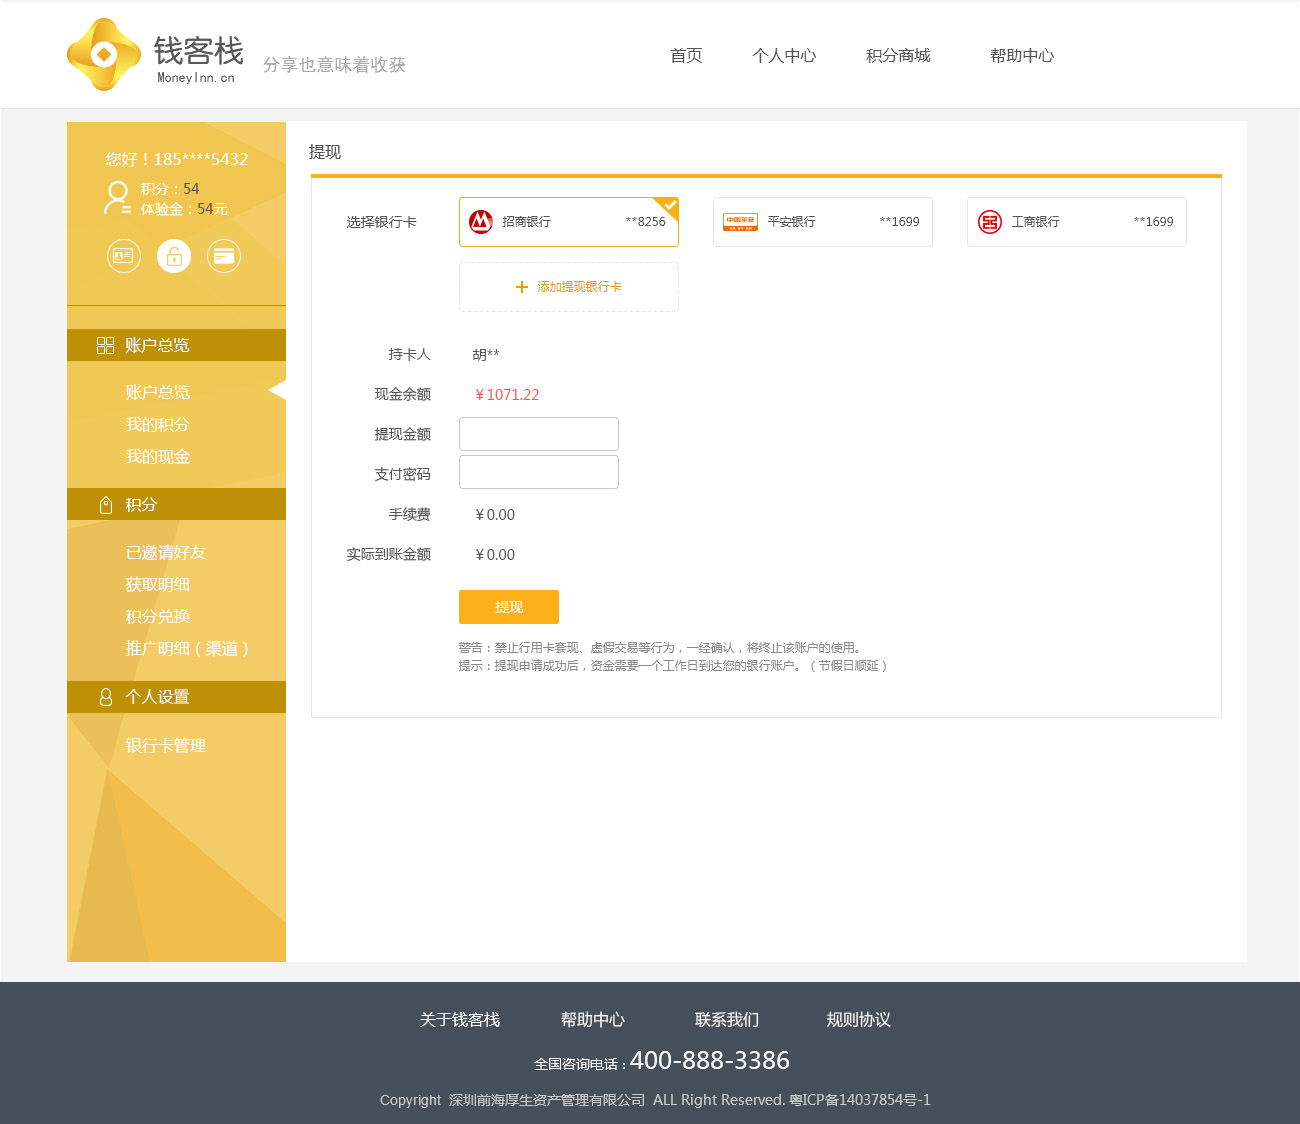 钱客栈
MoneyInn.cn
分享也意味着收获
首页 个人中心 积分商城 帮助中心
您好！185****5432
积分：54
体验金：54元
账户总览
账户总览
我的积分
我的现金
积分
已邀请好友
获取明细
积分兑换
推广明细（渠道）
个人设置
银行卡管理
提现
选择银行卡 招商银行 **8256 中国平安 平安银行 **1699 工商银行 **1699
添加提现银行卡
持卡人 胡**
现金余额 ￥1071.22
提现金额
支付密码
手续费 ￥0.00
实际到账金额 ￥0.00
提现
警告：禁止行用卡套现、虚假交易等行为，一经确认，将终止该账户的使用。
提示：提现申请成功后，资金需要一个工作日到达您的银行账户。（节假日顺延）
关于钱客栈 帮助中心 联系我们 规则协议
全国咨询电话：400-888-3386
Copyright 深圳前海厚生资产管理有限公司 ALL Right Reserved. 粤ICP备14037854号-1